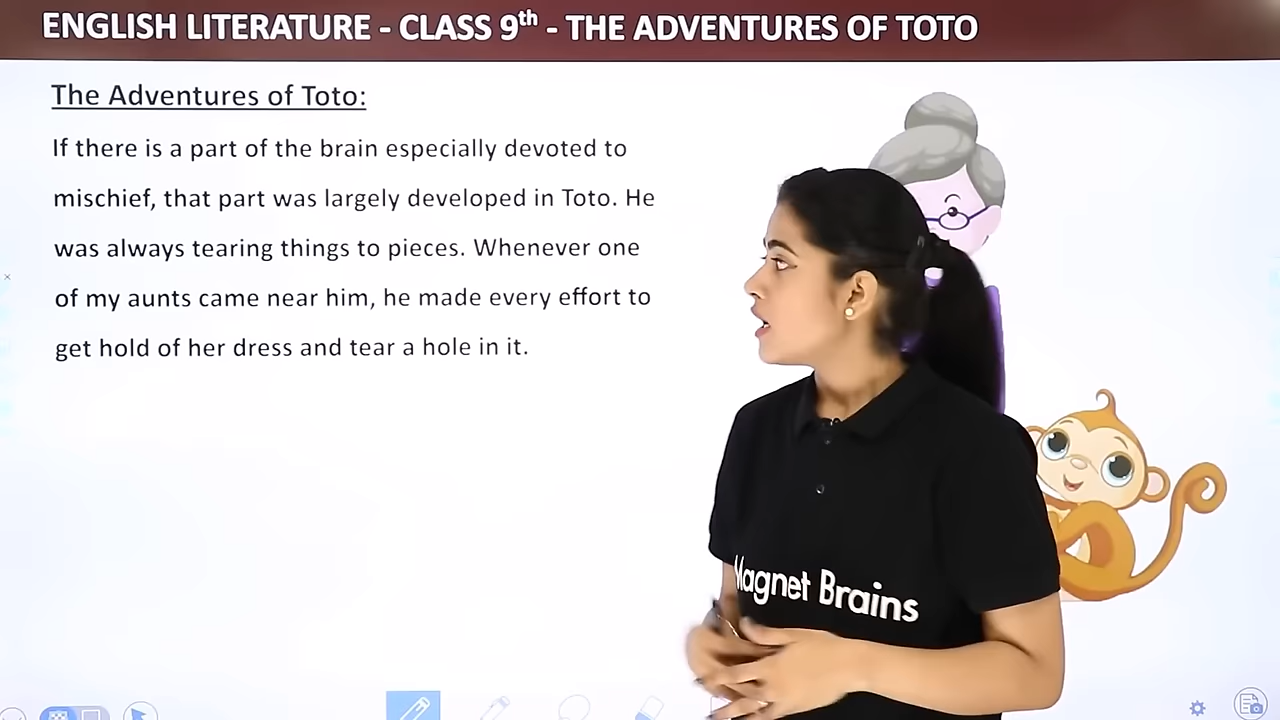 ENGLISH LITERATURE - CLASS 9th - THE ADVENTURES OF TOTO
The Adventures of Toto:
If there is a part of the brain especially devoted to
mischief, that part was largely developed in Toto. He
was always tearing things to pieces. Whenever one
of my aunts came near him, he made every effort to
get hold of her dress and tear a hole in it.
Magnet Brains